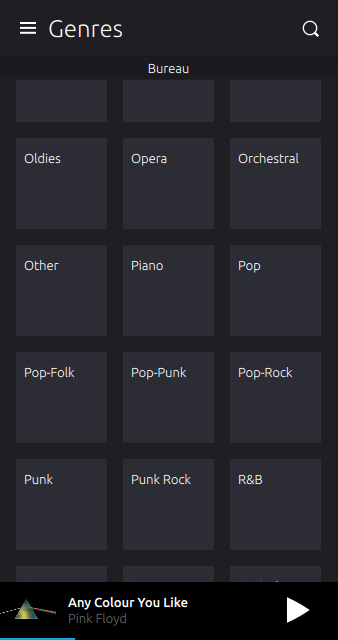 Genres
Bureau
Oldies
Opera
Orchestral
Other
Piano
Pop
Pop-Folk
Pop-Punk
Pop-Rock
Punk
Punk Rock
R&B
Any Colour You Like
Pink Floyd